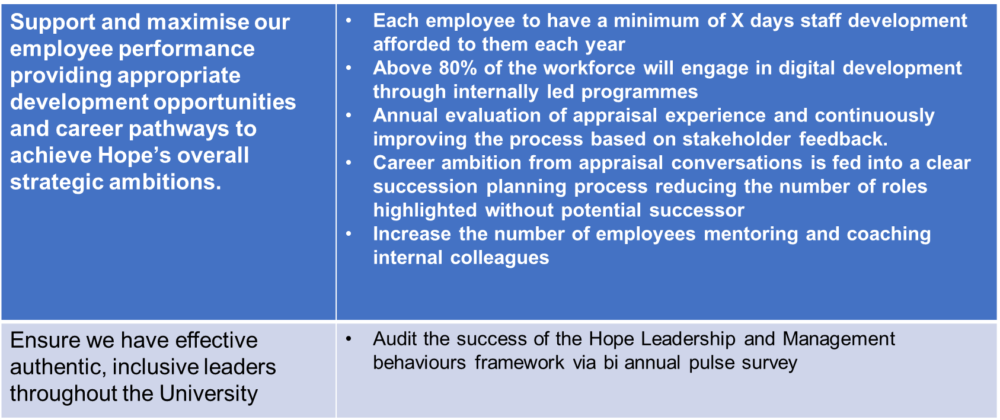 Support and maximise our
employee performance
providing appropriate
development opportunities
and career pathways to
achieve Hope’s overall
strategic ambitions.
• Each employee to have a minimum of X days staff development
afforded to them each year
• Above 80% of the workforce will engage in digital development
through internally led programmes
• Annual evaluation of appraisal experience and continuously
improving the process based on stakeholder feedback.
• Career ambition from appraisal conversations is fed into a clear
succession planning process reducing the number of roles
highlighted without potential successor
• Increase the number of employees mentoring and coaching
internal colleagues
Ensure we have effective
authentic, inclusive leaders
throughout the University
• Audit the success of the Hope Leadership and Management
behaviours framework via bi annual pulse survey